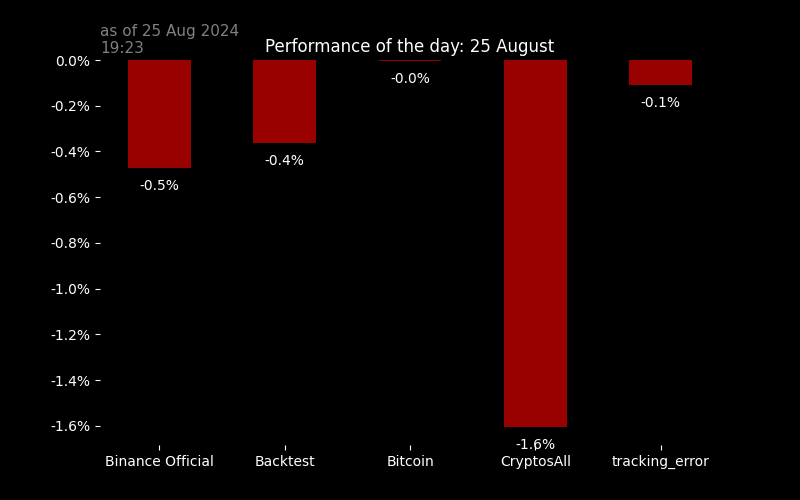 as of 25 Aug 2024
19:23
Performance of the day: 25 August
0.0%
-0.2%
-0.4%
-0.6%
-0.8%
-1.0%
-1.2%
-1.4%
-1.6%
-0.5%
-0.4%
-0.0%
-1.6%
-0.1%
Binance Official
Backtest
Bitcoin
CryptosAll
tracking_error